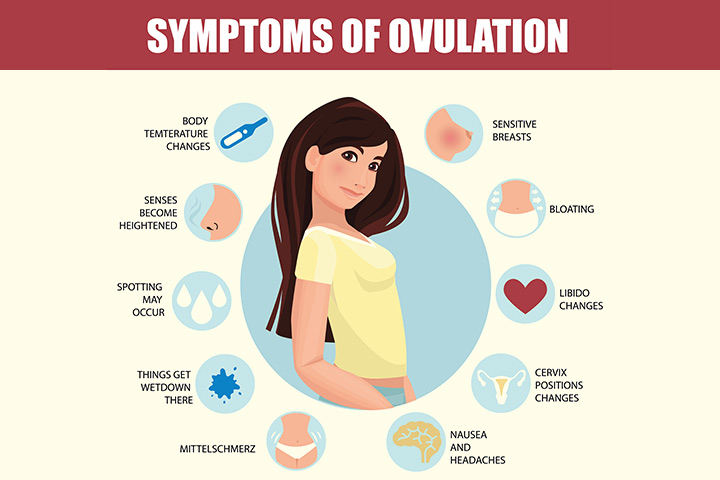 SYMPTOMS OF OVULATION
BODY
TEMTERATURE
CHANGES
SENSITIVE
BREASTS
SENSES
BECOME
HEIGHTENED
BLOATING
SPOTTING
MAY
OCCUR
LIBIDO
CHANGES
THINGS GET
WETDOWN
THERE
CERVIX
POSITIONS
CHANGES
MITTELSCHMERZ
NAUSEA
AND
HEADACHES